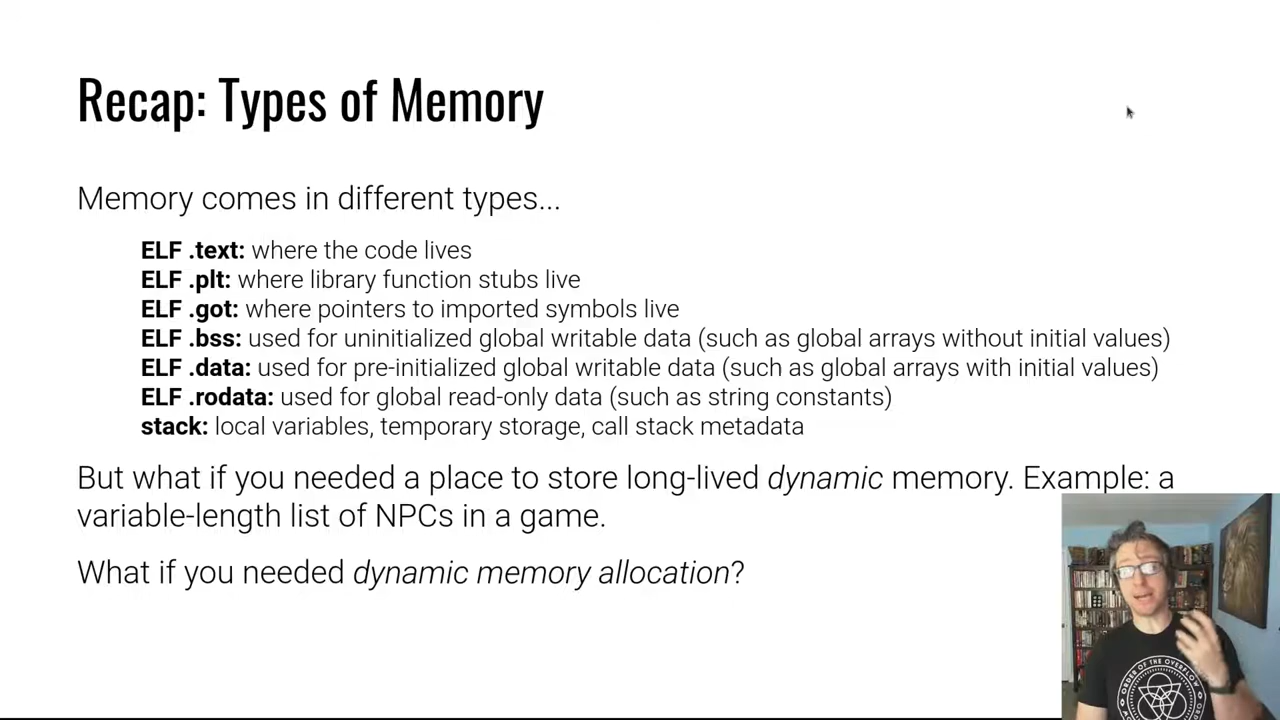 Recap: Types of Memory
Memory comes in different types...
ELF .text: where the code lives
ELF .plt: where library function stubs live
ELF .got: where pointers to imported symbols live
ELF .bss: used for uninitialized global writable data (such as global arrays without initial values)
ELF .data: used for pre-initialized global writable data (such as global arrays with initial values)
ELF .rodata: used for global read-only data (such as string constants)
stack: local variables, temporary storage, call stack metadata
But what if you needed a place to store long-lived dynamic memory. Example: a
variable-length list of NPCs in a game.
What if you needed dynamic memory allocation?
ORDER OF THE OVERFLOW